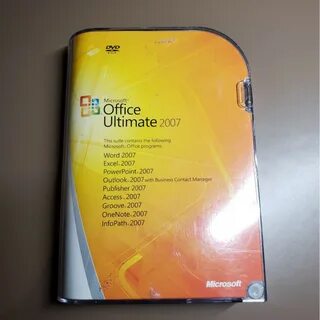 DVD
Microsoft®
Office
Ultimate 2007
This suite contains the following
Microsoft® Office programs:
Word 2007
Excel® 2007
PowerPoint® 2007
Outlook® 2007 with Business Contact Manager
Publisher 2007
Access® 2007
Groove® 2007
OneNote® 2007
InfoPath® 2007
Microsoft